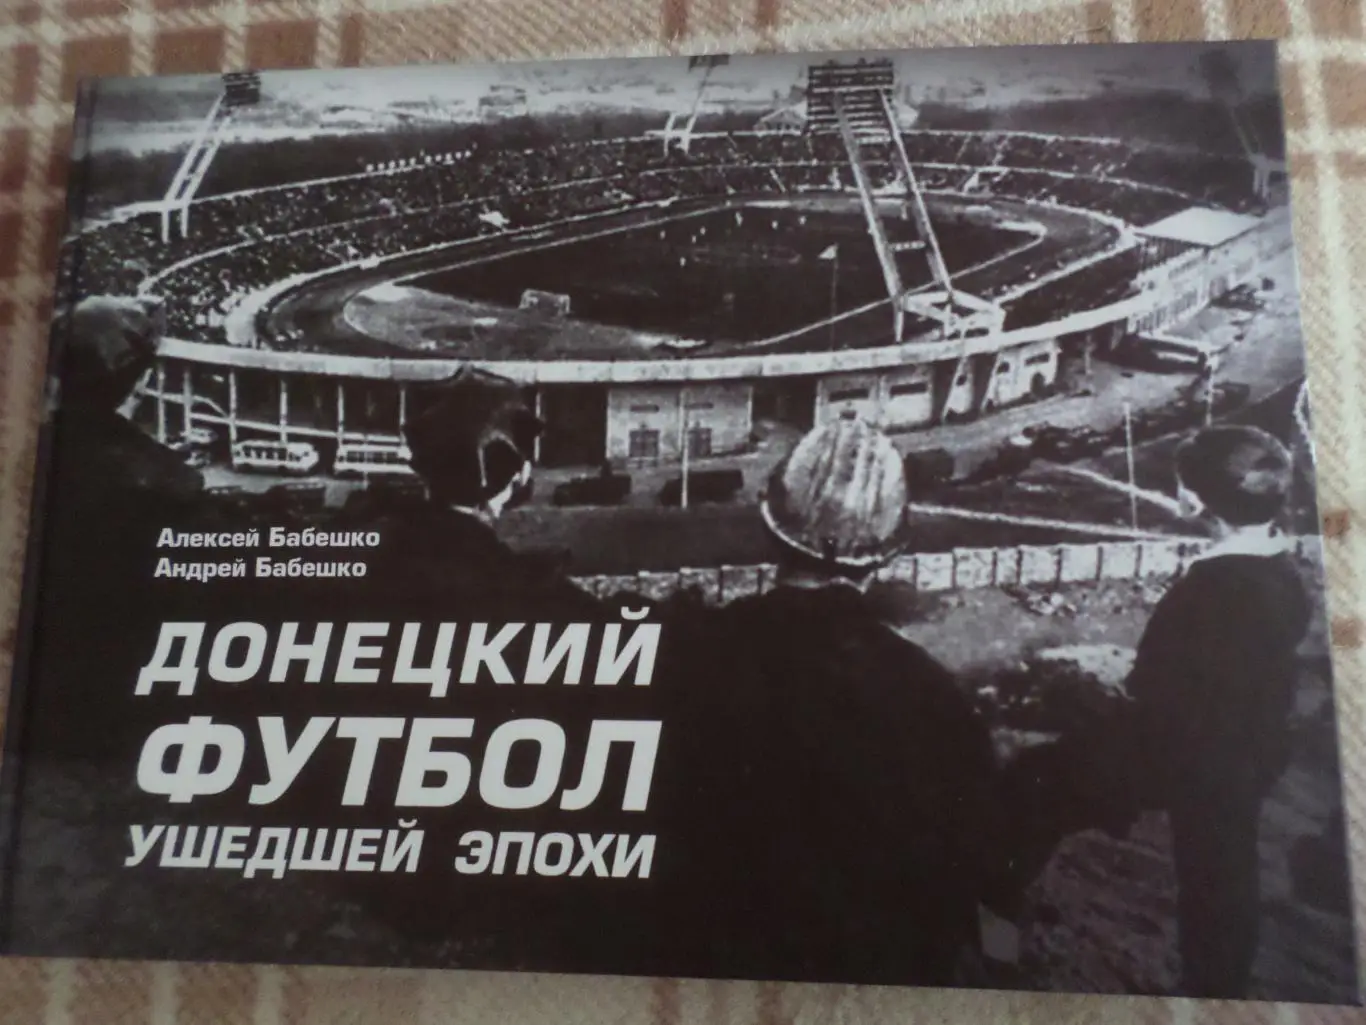 Алексей Бабешко
Андрей Бабешко
ДОНЕЦКИЙ
ФУТБОЛ
УШЕДШЕЙ ЭПОХИ